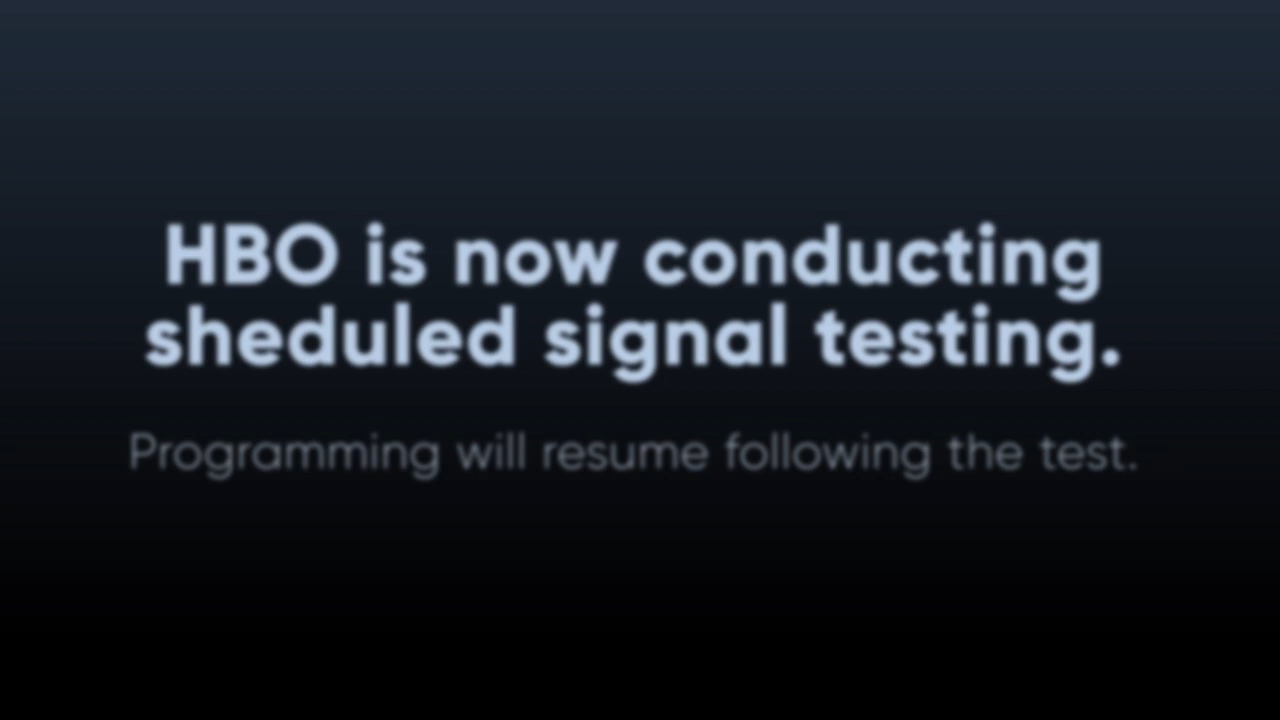 HBO is now conducting
sheduled signal testing.
Programming will resume following the test.